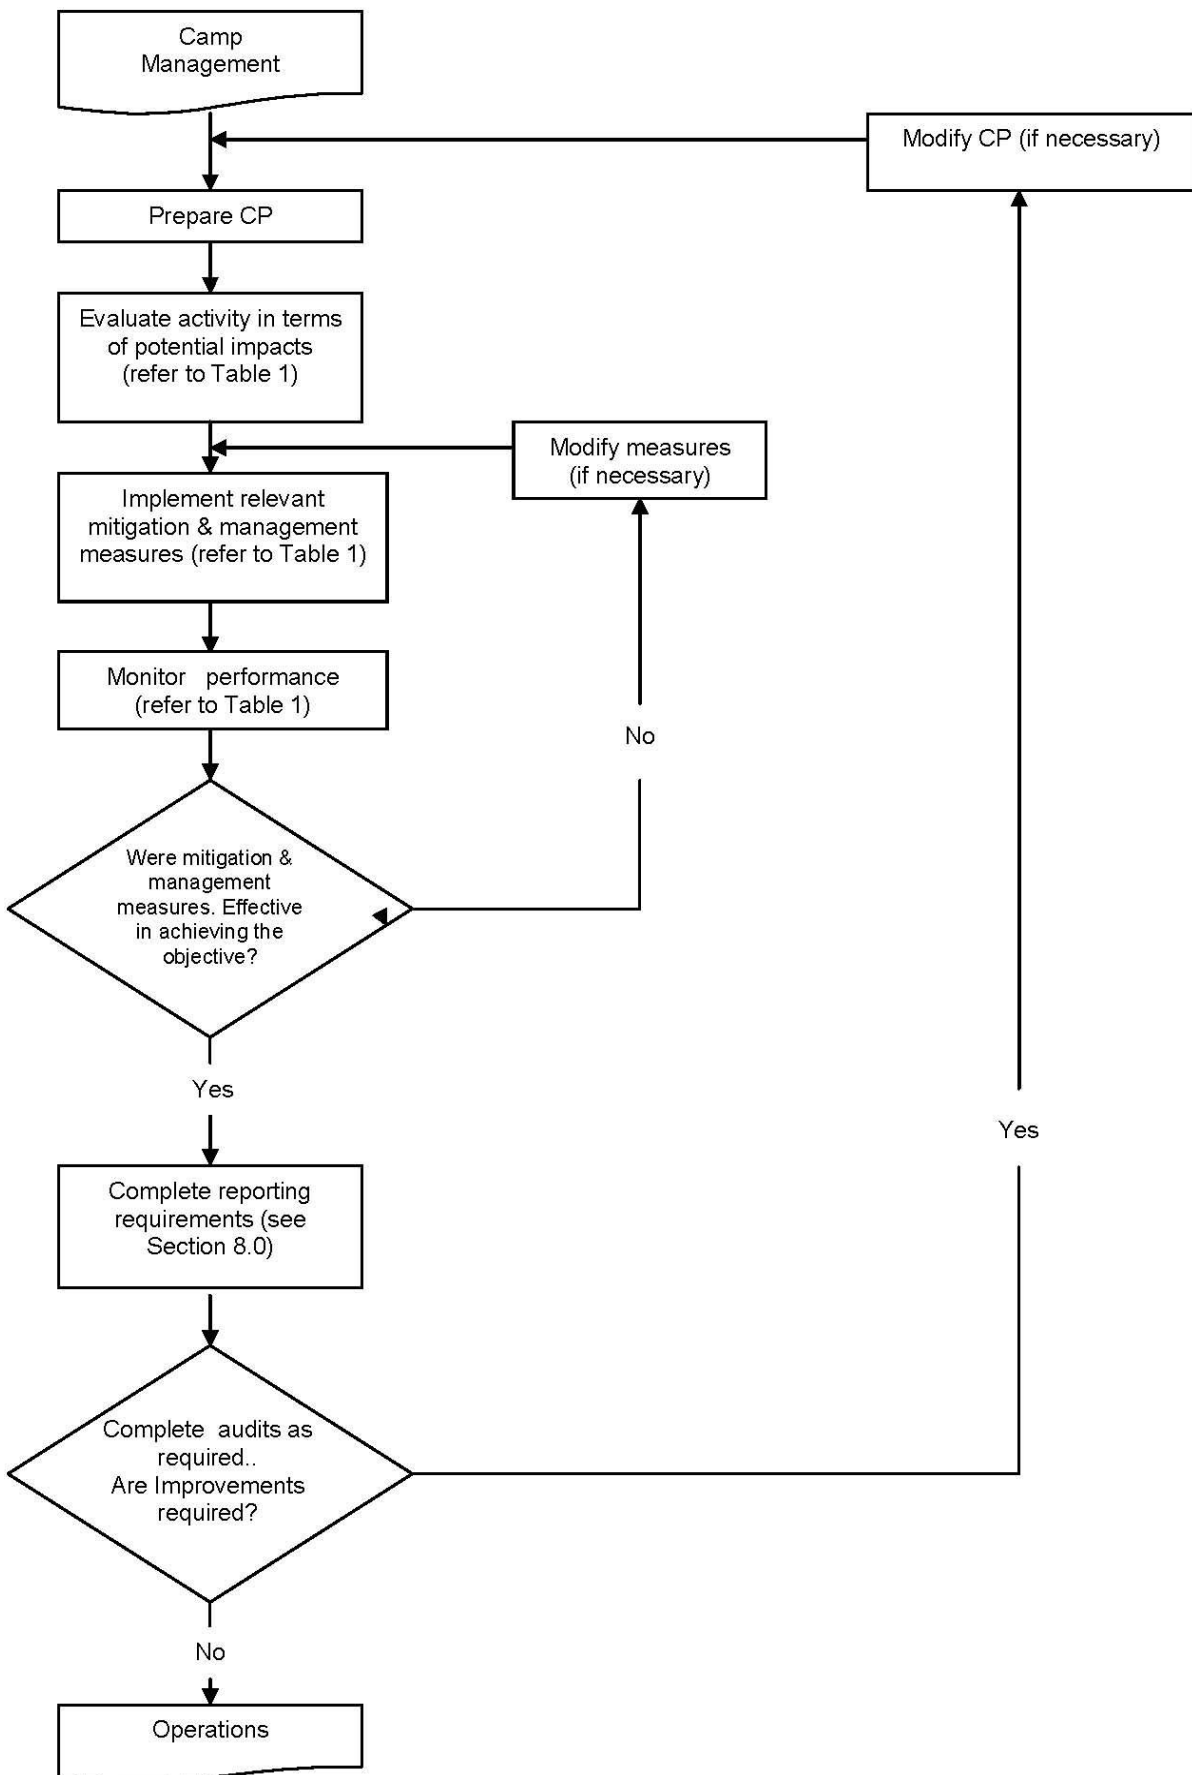 Camp
Management
Modify CP (if necessary)
Prepare CP
Evaluate activity in terms
of potential impacts
(refer to Table 1)
Modify measures
(if necessary)
Implement relevant
mitigation & management
measures (refer to Table 1)
Monitor performance
(refer to Table 1)
No
Were mitigation &
management
measures. Effective
in achieving the
objective?
Yes
Yes
Complete reporting
requirements (see
Section 8.0)
Complete audits as
required..
Are Improvements
required?
No
Operations